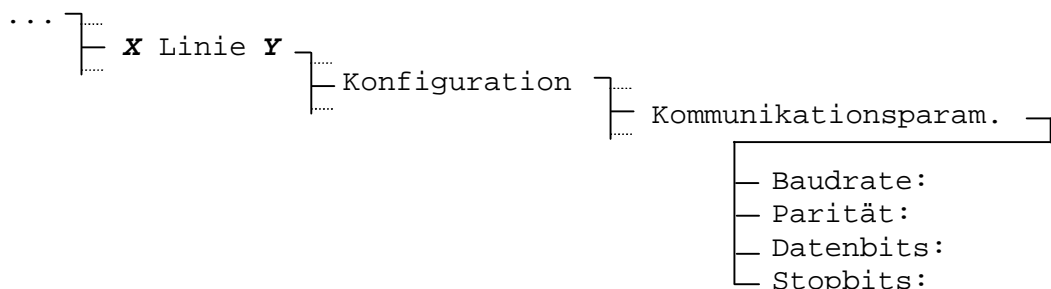 ...
X Linie Y
Konfiguration
Kommunikationsparam.
Baudrate:
Parität:
Datenbits:
Stopbits: